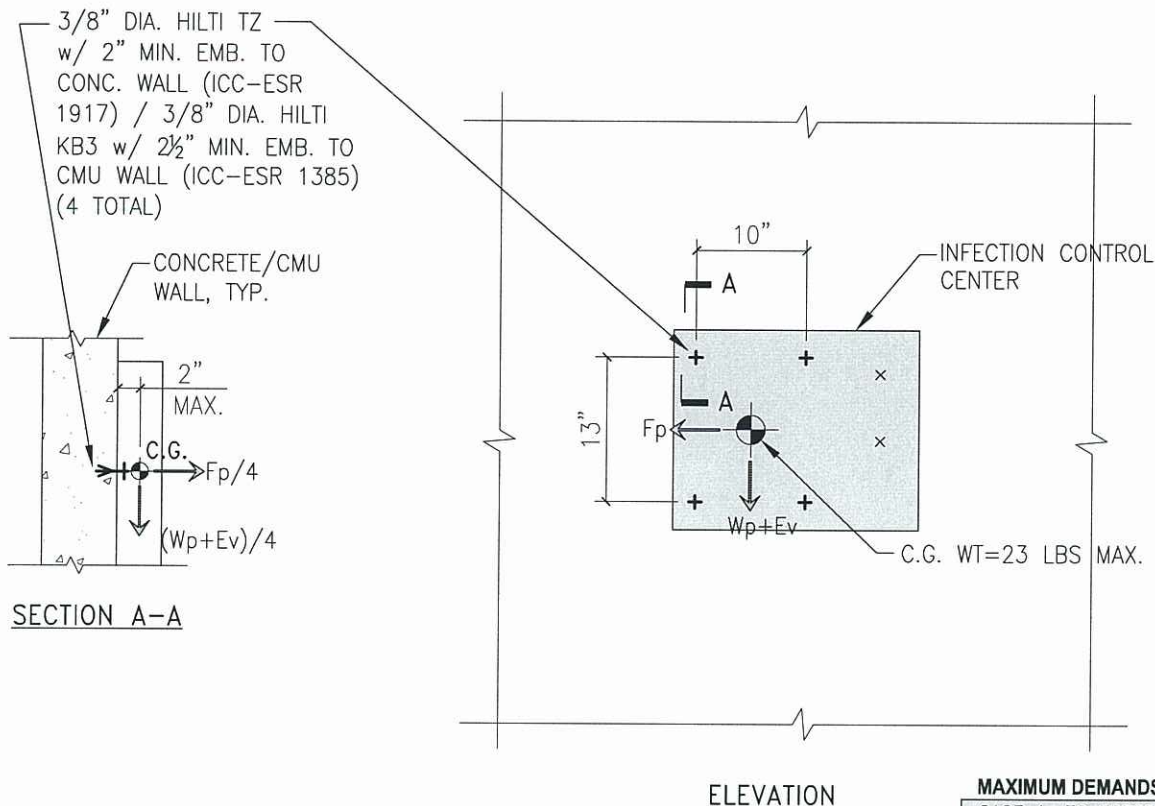 3/8" DIA. HILTI TZ
w/ 2" MIN. EMB. TO
CONC. WALL (ICC-ESR
1917) / 3/8" DIA. HILTI
KB3 w/ 2½" MIN. EMB. TO
CMU WALL (ICC-ESR 1385)
(4 TOTAL)
CONCRETE/CMU
WALL, TYP.
2"
MAX.
C.G.
Fp/4
(Wp+Ev)/4
SECTION A-A
10"
INFECTION CONTROL
CENTER
A
A
13"
Fp
Wp+Ev
C.G. WT=23 LBS MAX.
ELEVATION
MAXIMUM DEMANDS